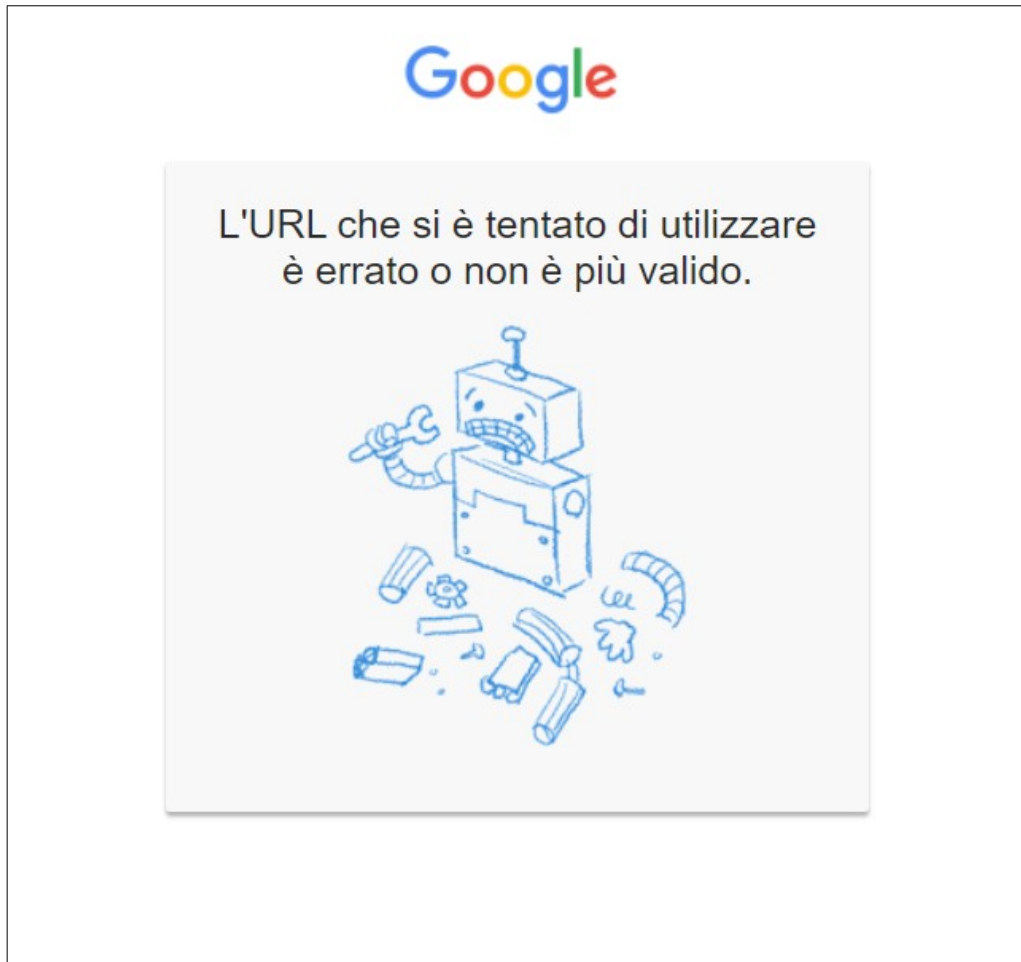 Google
L'URL che si è tentato di utilizzare
è errato o non è più valido.